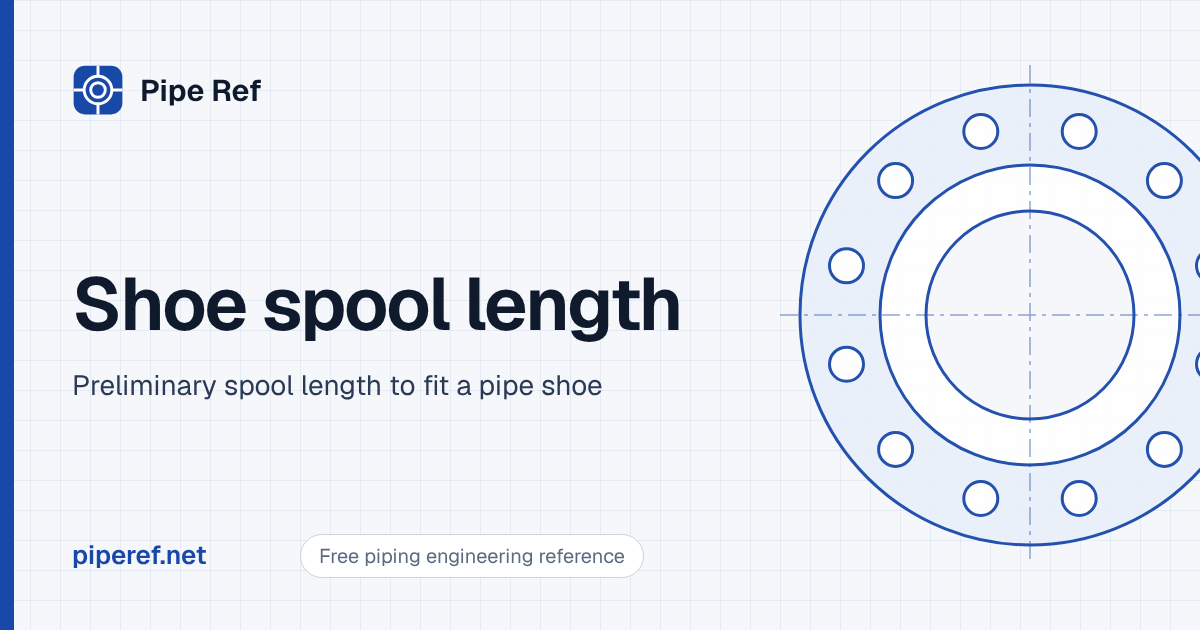 Pipe Ref
Shoe spool length
Preliminary spool length to fit a pipe shoe
piperef.net
Free piping engineering reference